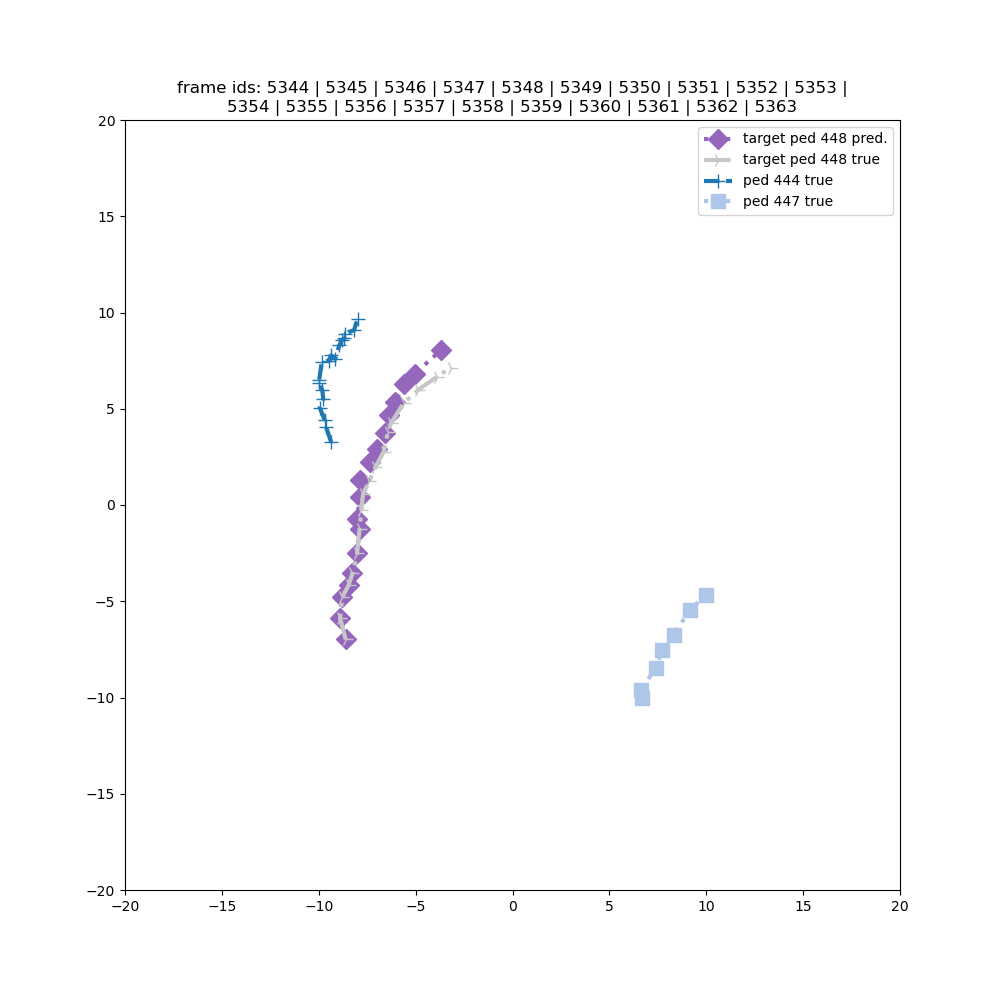 frame ids: 5344 | 5345 | 5346 | 5347 | 5348 | 5349 | 5350 | 5351 | 5352 | 5353 |
5354 | 5355 | 5356 | 5357 | 5358 | 5359 | 5360 | 5361 | 5362 | 5363
target ped 448 pred.
target ped 448 true
ped 444 true
ped 447 true
20
15
10
5
0
−5
−10
−15
−20
−20 −15 −10 −5 0 5 10 15 20